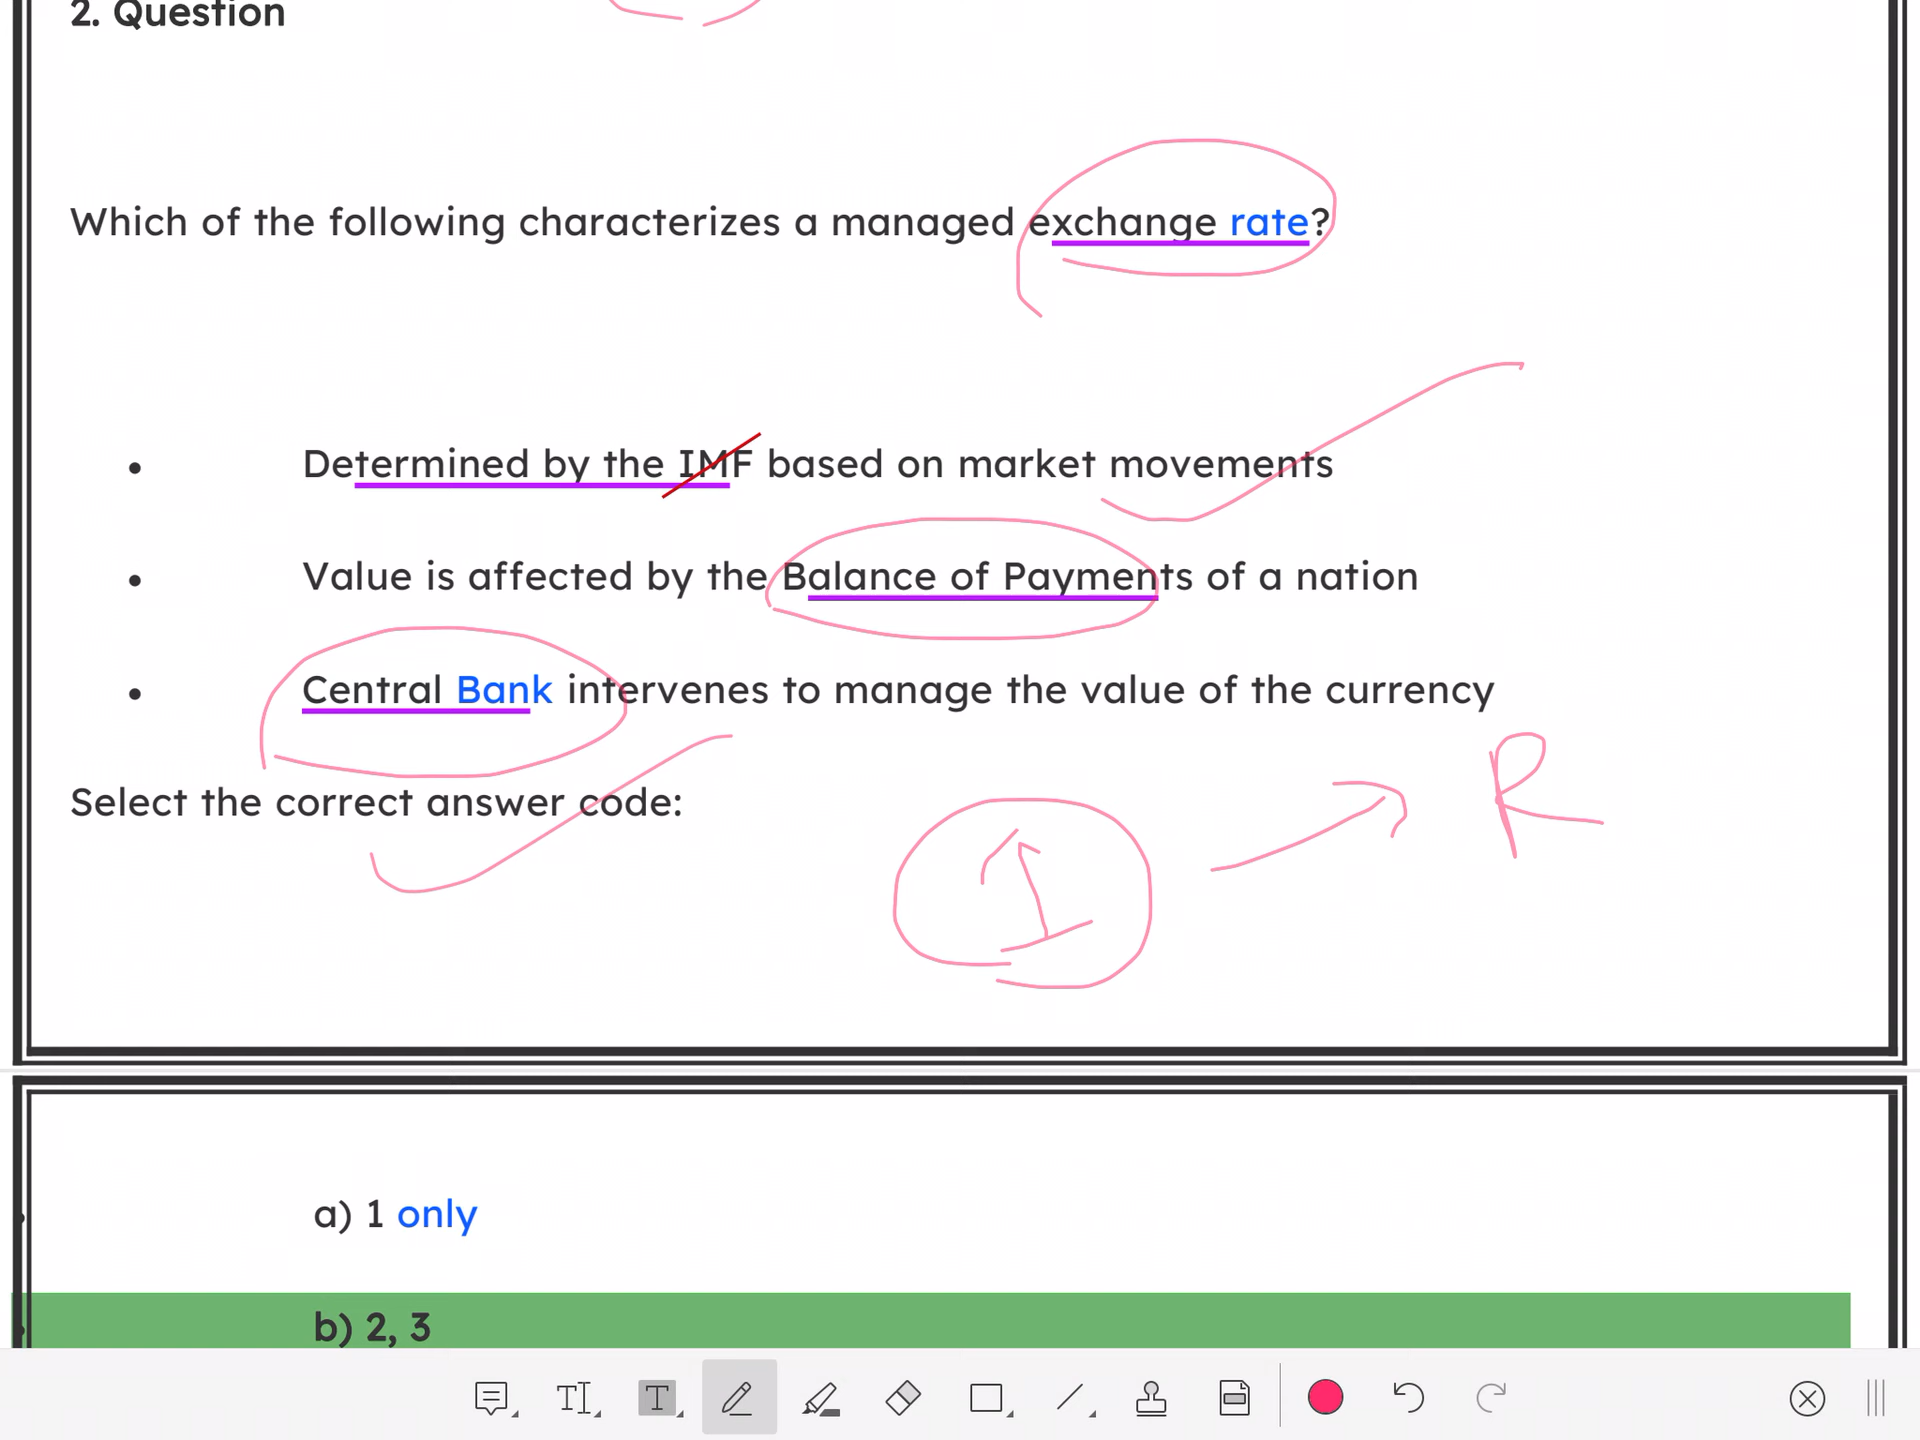 2. Question
Which of the following characterizes a managed exchange rate?
• Determined by the IMF based on market movements
• Value is affected by the Balance of Payments of a nation
• Central Bank intervenes to manage the value of the currency
Select the correct answer code:
I
R
a) 1 only
b) 2, 3